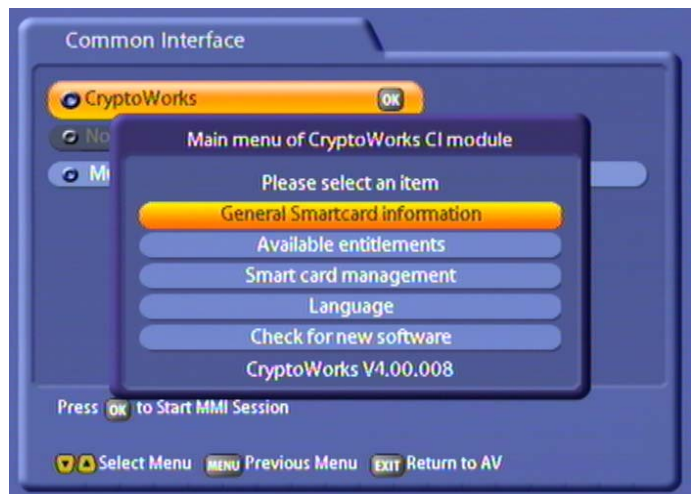 Common Interface
CryptoWorks OK
No
Main menu of CryptoWorks CI module
Please select an item
General Smartcard information
Available entitlements
Smart card management
Language
Check for new software
CryptoWorks V4.00.008
Press OK to Start MMI Session
Select Menu MENU Previous Menu EXIT Return to AV